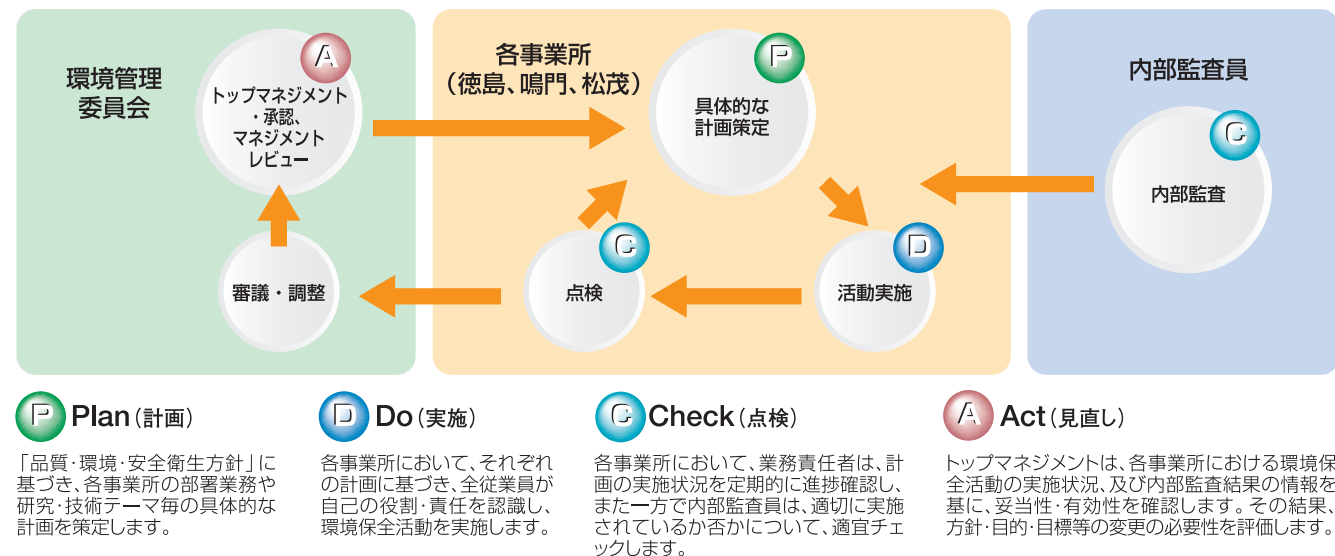 環境管理
委員会
A
トップマネジメント
・承認、
マネジメント
レビュー
審議・調整
各事業所
（徳島、鳴門、松茂）
P
具体的な
計画策定
C
点検
D
活動実施
内部監査員
C
内部監査
P Plan（計画）
「品質・環境・安全衛生方針」に
基づき、各事業所の部署業務や
研究・技術テーマ毎の具体的な
計画を策定します。
D Do（実施）
各事業所において、それぞれ
の計画に基づき、全従業員が
自己の役割・責任を認識し、
環境保全活動を実施します。
C Check（点検）
各事業所において、業務責任者は、計
画の実施状況を定期的に進捗確認し、
また一方で内部監査員は、適切に実施
されているか否かについて、適宜チェ
ックします。
A Act（見直し）
トップマネジメントは、各事業所における環境保
全活動の実施状況、及び内部監査結果の情報を
基に、妥当性・有効性を確認します。その結果、
方針・目的・目標等の変更の必要性を評価します。